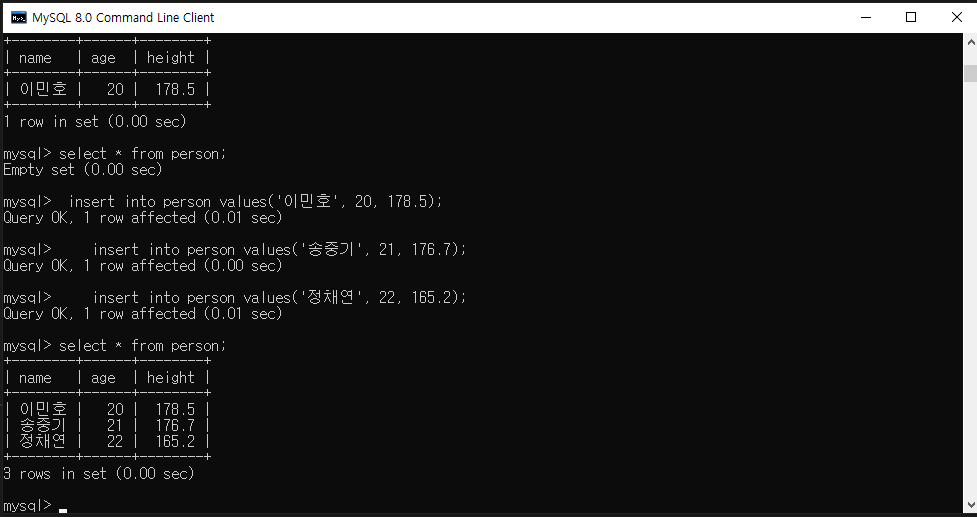 MySQL 8.0 Command Line Client
+--------+------+--------+
| name   | age  | height |
+--------+------+--------+
| 이민호 |   20 |  178.5 |
+--------+------+--------+
1 row in set (0.00 sec)
mysql> select * from person;
Empty set (0.00 sec)
mysql>  insert into person values('이민호', 20, 178.5);
Query OK, 1 row affected (0.01 sec)
mysql>     insert into person values('송중기', 21, 176.7);
Query OK, 1 row affected (0.00 sec)
mysql>     insert into person values('정채연', 22, 165.2);
Query OK, 1 row affected (0.01 sec)
mysql> select * from person;
+--------+------+--------+
| name   | age  | height |
+--------+------+--------+
| 이민호 |   20 |  178.5 |
| 송중기 |   21 |  176.7 |
| 정채연 |   22 |  165.2 |
+--------+------+--------+
3 rows in set (0.00 sec)
mysql>